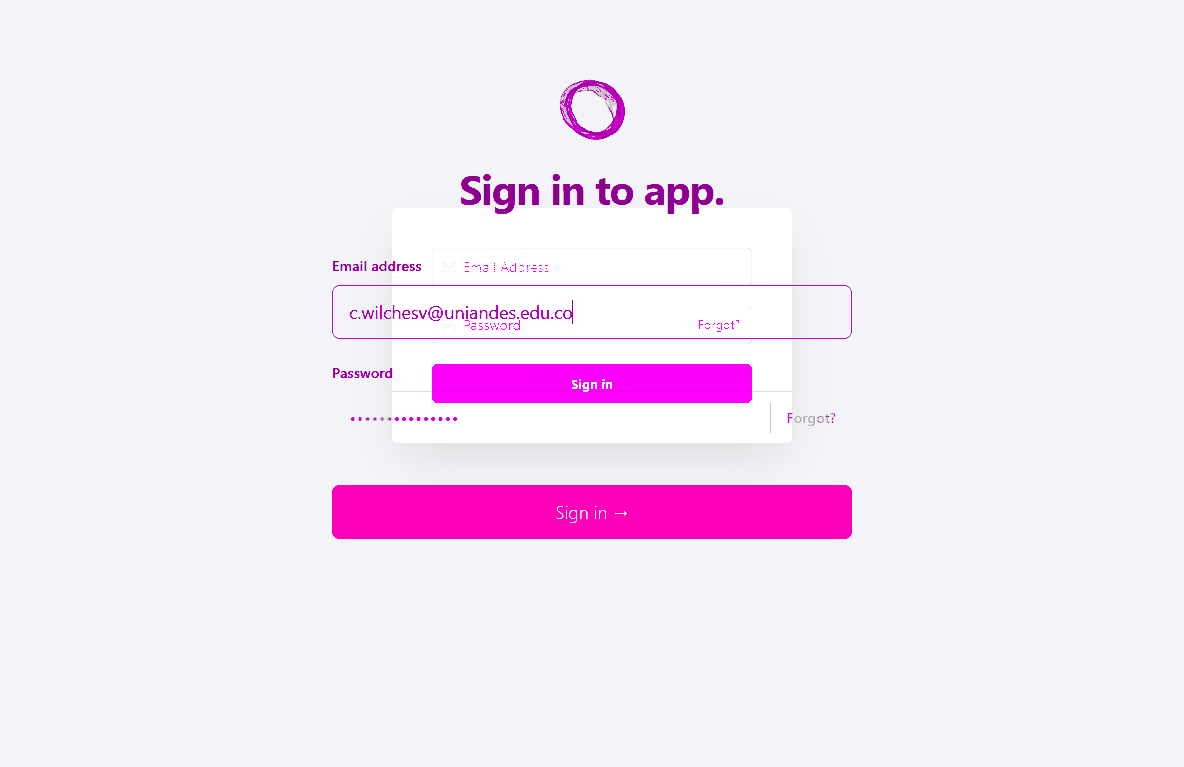 Sign in to app.
Email address
Email Address
c.wilchesv@uniandes.edu.co
Password
Forgot?
Password
Sign in
Forgot?
Sign in →